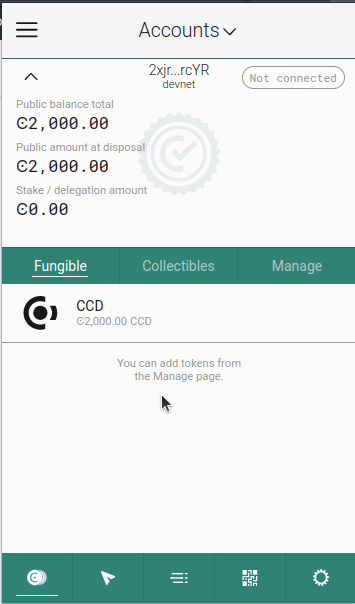 Accounts
2xjr...rcYR
devnet
Not connected
Public balance total
Ͼ2,000.00
Public amount at disposal
Ͼ2,000.00
Stake / delegation amount
Ͼ0.00
Fungible
Collectibles
Manage
CCD
Ͼ2,000.00 CCD
You can add tokens from
the Manage page.